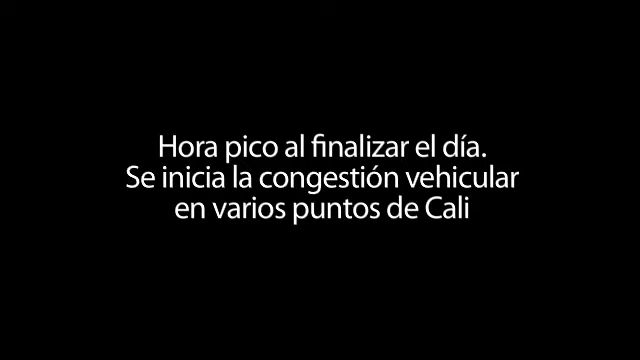 Hora pico al finalizar el día.
Se inicia la congestión vehicular
en varios puntos de Cali